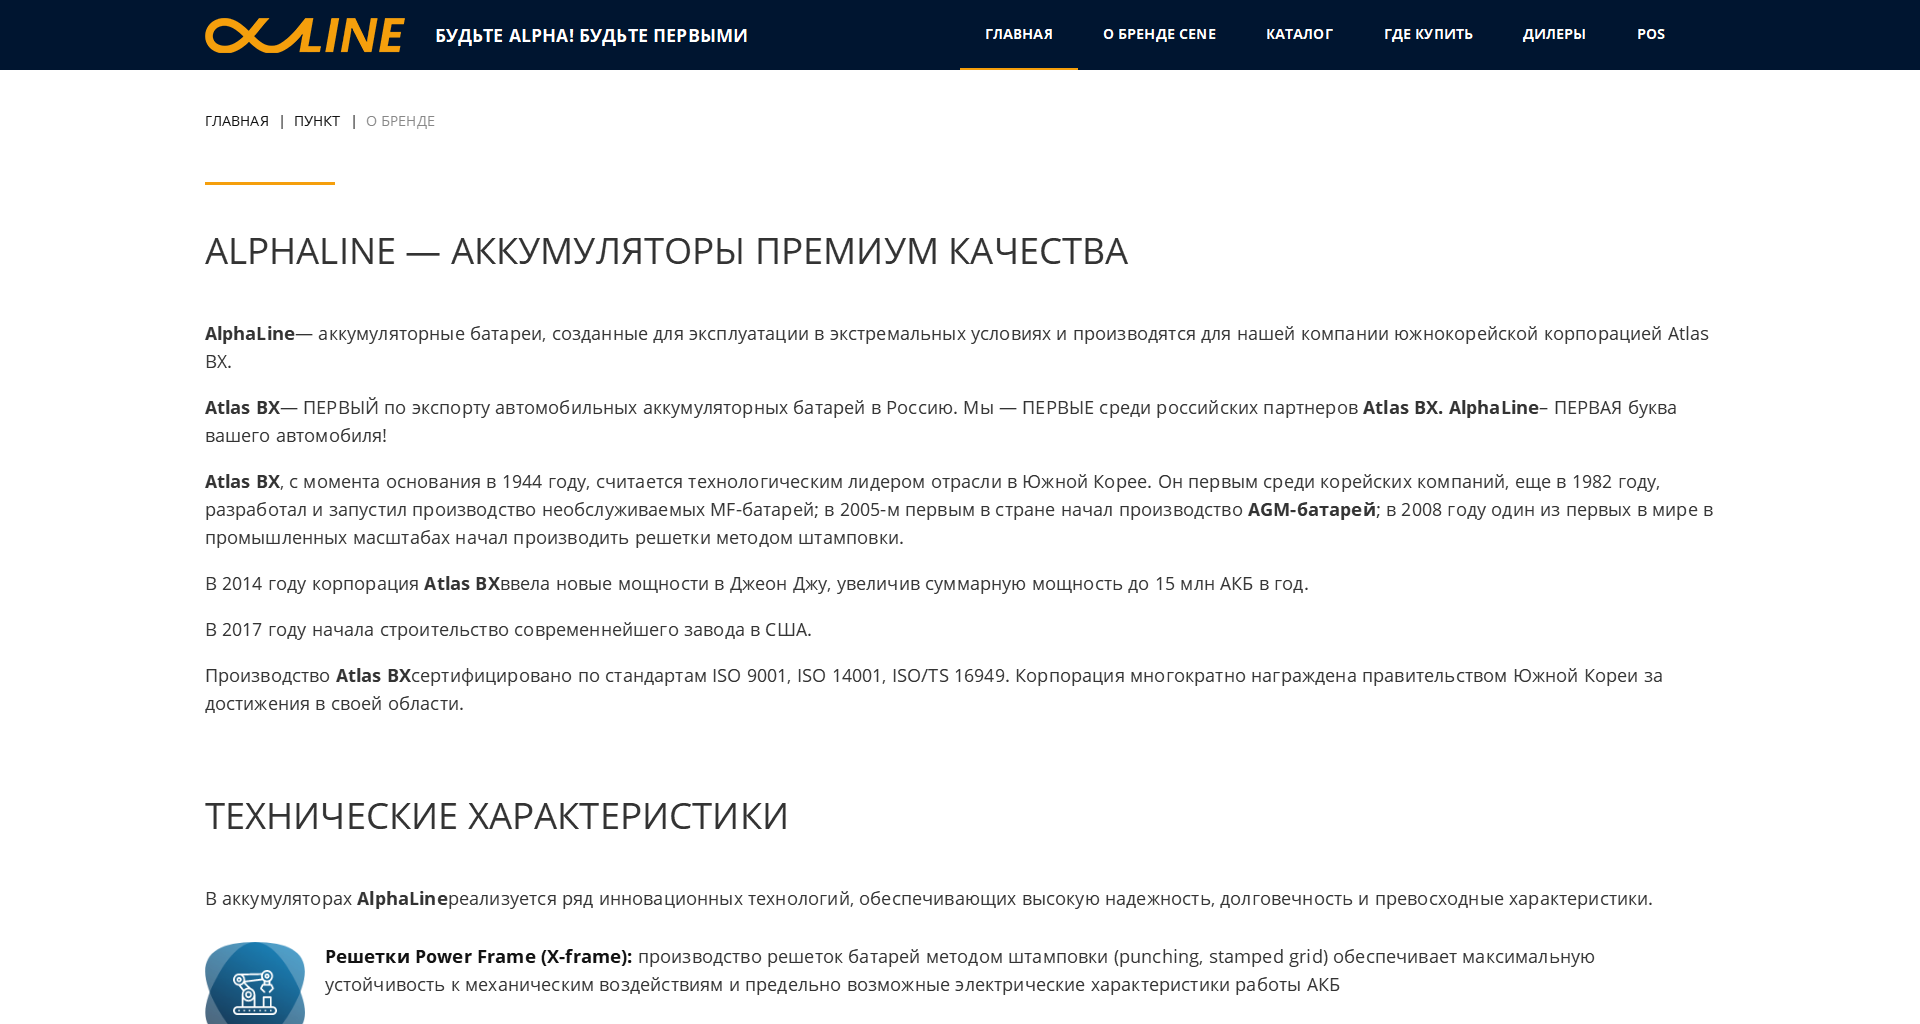 αLINE
БУДЬТЕ ALPHA! БУДЬТЕ ПЕРВЫМИ
ГЛАВНАЯ
О БРЕНДЕ CENE
КАТАЛОГ
ГДЕ КУПИТЬ
ДИЛЕРЫ
POS
ГЛАВНАЯ | ПУНКТ | О БРЕНДЕ
ALPHALINE — АККУМУЛЯТОРЫ ПРЕМИУМ КАЧЕСТВА
AlphaLine— аккумуляторные батареи, созданные для эксплуатации в экстремальных условиях и производятся для нашей компании южнокорейской корпорацией Atlas
BX.
Atlas BX— ПЕРВЫЙ по экспорту автомобильных аккумуляторных батарей в Россию. Мы — ПЕРВЫЕ среди российских партнеров Atlas BX. AlphaLine– ПЕРВАЯ буква
вашего автомобиля!
Atlas BX, с момента основания в 1944 году, считается технологическим лидером отрасли в Южной Корее. Он первым среди корейских компаний, еще в 1982 году,
разработал и запустил производство необслуживаемых MF-батарей; в 2005-м первым в стране начал производство AGM-батарей; в 2008 году один из первых в мире в
промышленных масштабах начал производить решетки методом штамповки.
В 2014 году корпорация Atlas BXввела новые мощности в Джеон Джу, увеличив суммарную мощность до 15 млн АКБ в год.
В 2017 году начала строительство современнейшего завода в США.
Производство Atlas BXсертифицировано по стандартам ISO 9001, ISO 14001, ISO/TS 16949. Корпорация многократно награждена правительством Южной Кореи за
достижения в своей области.
ТЕХНИЧЕСКИЕ ХАРАКТЕРИСТИКИ
В аккумуляторах AlphaLineреализуется ряд инновационных технологий, обеспечивающих высокую надежность, долговечность и превосходные характеристики.
Решетки Power Frame (X-frame): производство решеток батарей методом штамповки (punching, stamped grid) обеспечивает максимальную
устойчивость к механическим воздействиям и предельно возможные электрические характеристики работы АКБ